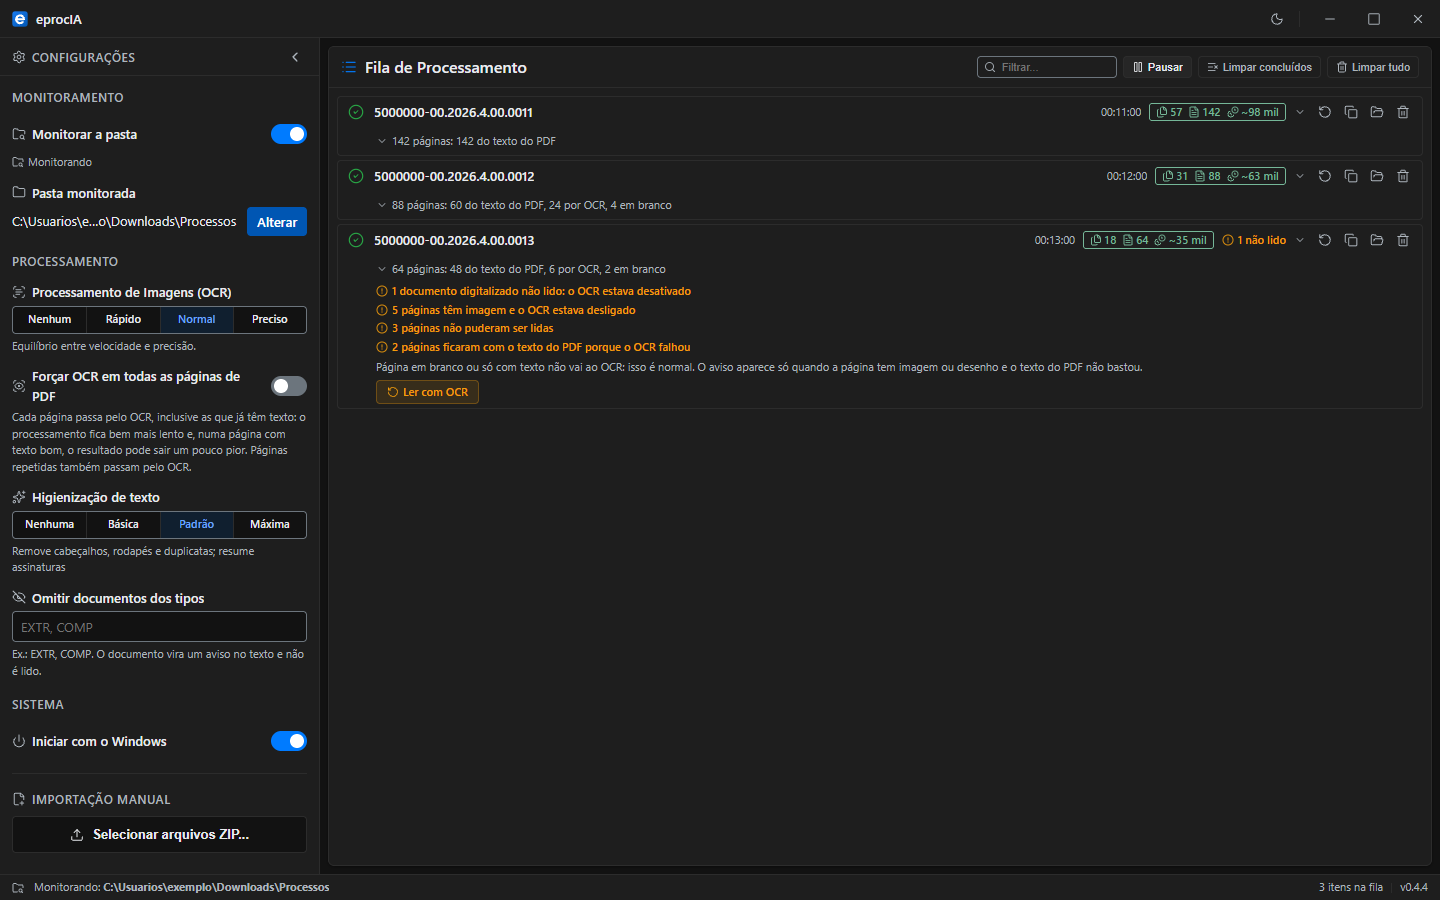 eprocIA
CONFIGURAÇÕES
MONITORAMENTO
Monitorar a pasta
Monitorando
Pasta monitorada
C:\Usuarios\e...o\Downloads\Processos
Alterar
PROCESSAMENTO
Processamento de Imagens (OCR)
Nenhum Rápido Normal Preciso
Equilíbrio entre velocidade e precisão.
Forçar OCR em todas as páginas de
PDF
Cada página passa pelo OCR, inclusive as que já têm texto: o
processamento fica bem mais lento e, numa página com
texto bom, o resultado pode sair um pouco pior. Páginas
repetidas também passam pelo OCR.
Higienização de texto
Nenhuma Básica Padrão Máxima
Remove cabeçalhos, rodapés e duplicatas; resume
assinaturas
Omitir documentos dos tipos
EXTR, COMP
Ex.: EXTR, COMP. O documento vira um aviso no texto e não
é lido.
SISTEMA
Iniciar com o Windows
IMPORTAÇÃO MANUAL
Selecionar arquivos ZIP...
Fila de Processamento
Filtrar...
Pausar
Limpar concluídos
Limpar tudo
5000000-00.2026.4.00.0011
00:11:00 57 142 ~98 mil
142 páginas: 142 do texto do PDF
5000000-00.2026.4.00.0012
00:12:00 31 88 ~63 mil
88 páginas: 60 do texto do PDF, 24 por OCR, 4 em branco
5000000-00.2026.4.00.0013
00:13:00 18 64 ~35 mil 1 não lido
64 páginas: 48 do texto do PDF, 6 por OCR, 2 em branco
1 documento digitalizado não lido: o OCR estava desativado
5 páginas têm imagem e o OCR estava desligado
3 páginas não puderam ser lidas
2 páginas ficaram com o texto do PDF porque o OCR falhou
Página em branco ou só com texto não vai ao OCR: isso é normal. O aviso aparece só quando a página tem imagem ou desenho e o texto do PDF não bastou.
Ler com OCR
Monitorando: C:\Usuarios\exemplo\Downloads\Processos
3 itens na fila
v0.4.4